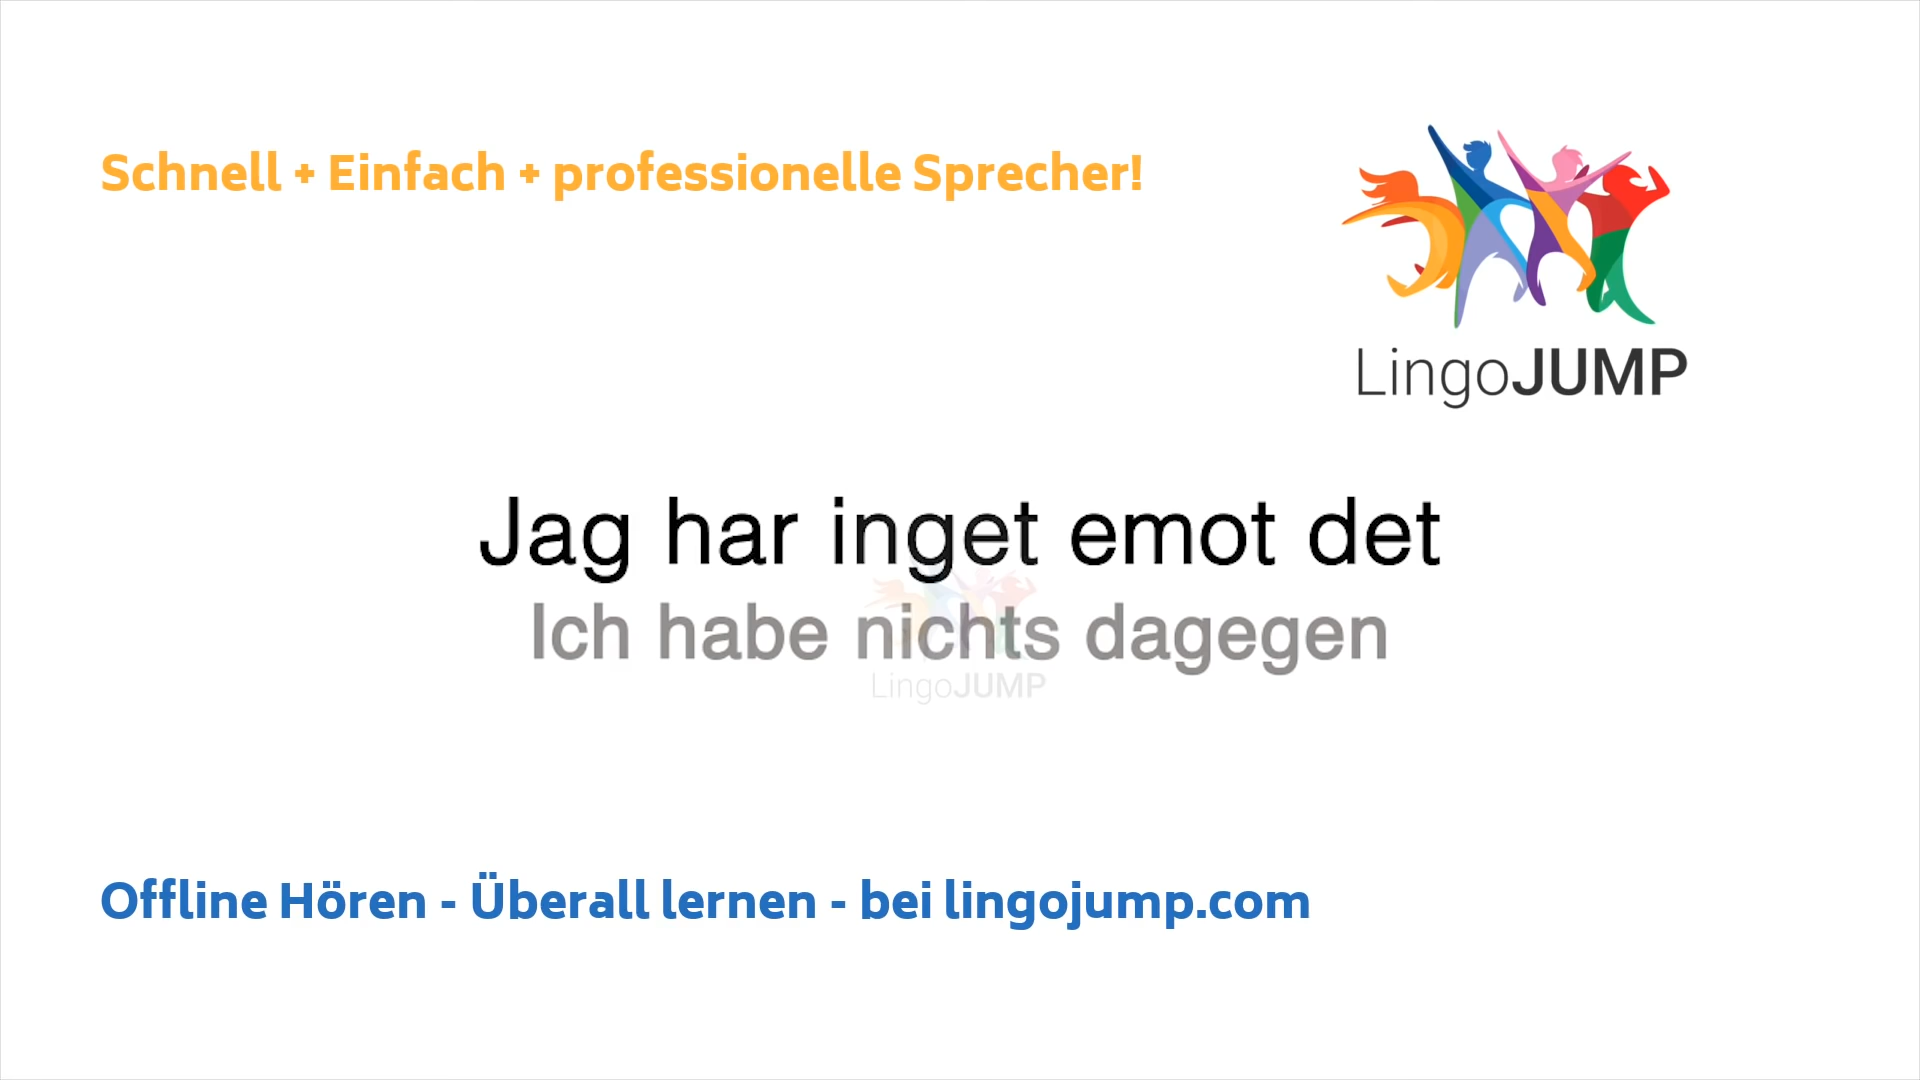 Schnell + Einfach + professionelle Sprecher!
LingoJUMP
Jag har inget emot det
Ich habe nichts dagegen
LingoJUMP
Offline Hören - Überall lernen - bei lingojump.com